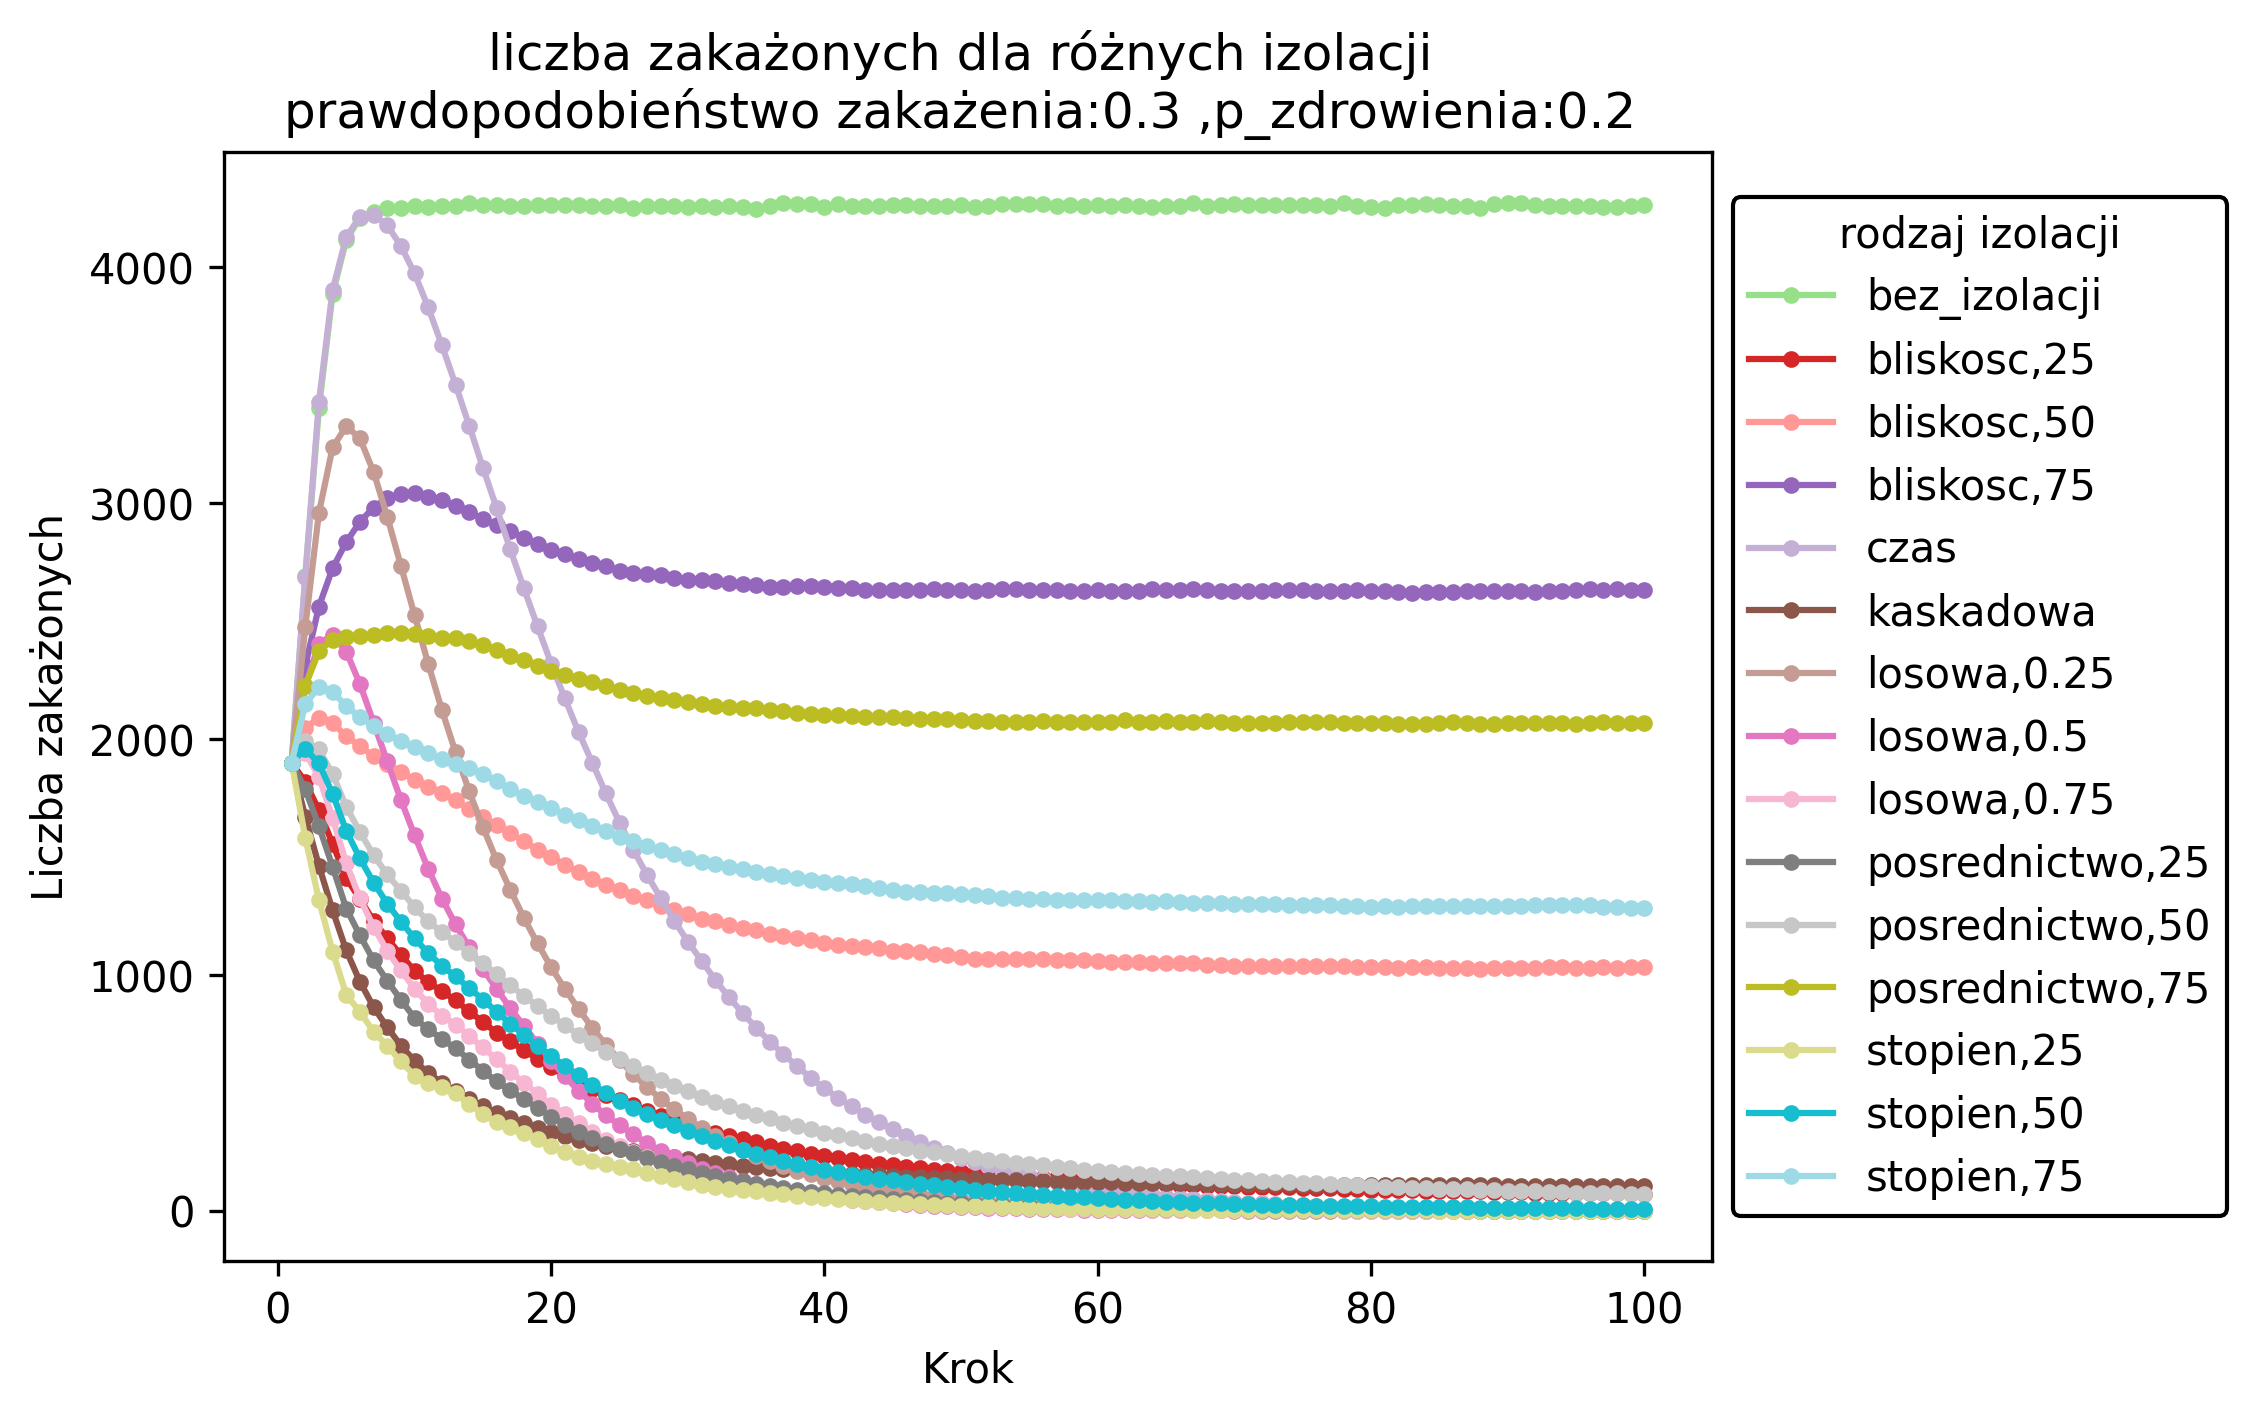 liczba zakażonych dla różnych izolacji
prawdopodobieństwo zakażenia:0.3 ,p_zdrowienia:0.2
Liczba zakażonych
4000
3000
2000
1000
0
0 20 40 60 80 100
Krok
rodzaj izolacji
bez_izolacji
bliskosc,25
bliskosc,50
bliskosc,75
czas
kaskadowa
losowa,0.25
losowa,0.5
losowa,0.75
posrednictwo,25
posrednictwo,50
posrednictwo,75
stopien,25
stopien,50
stopien,75